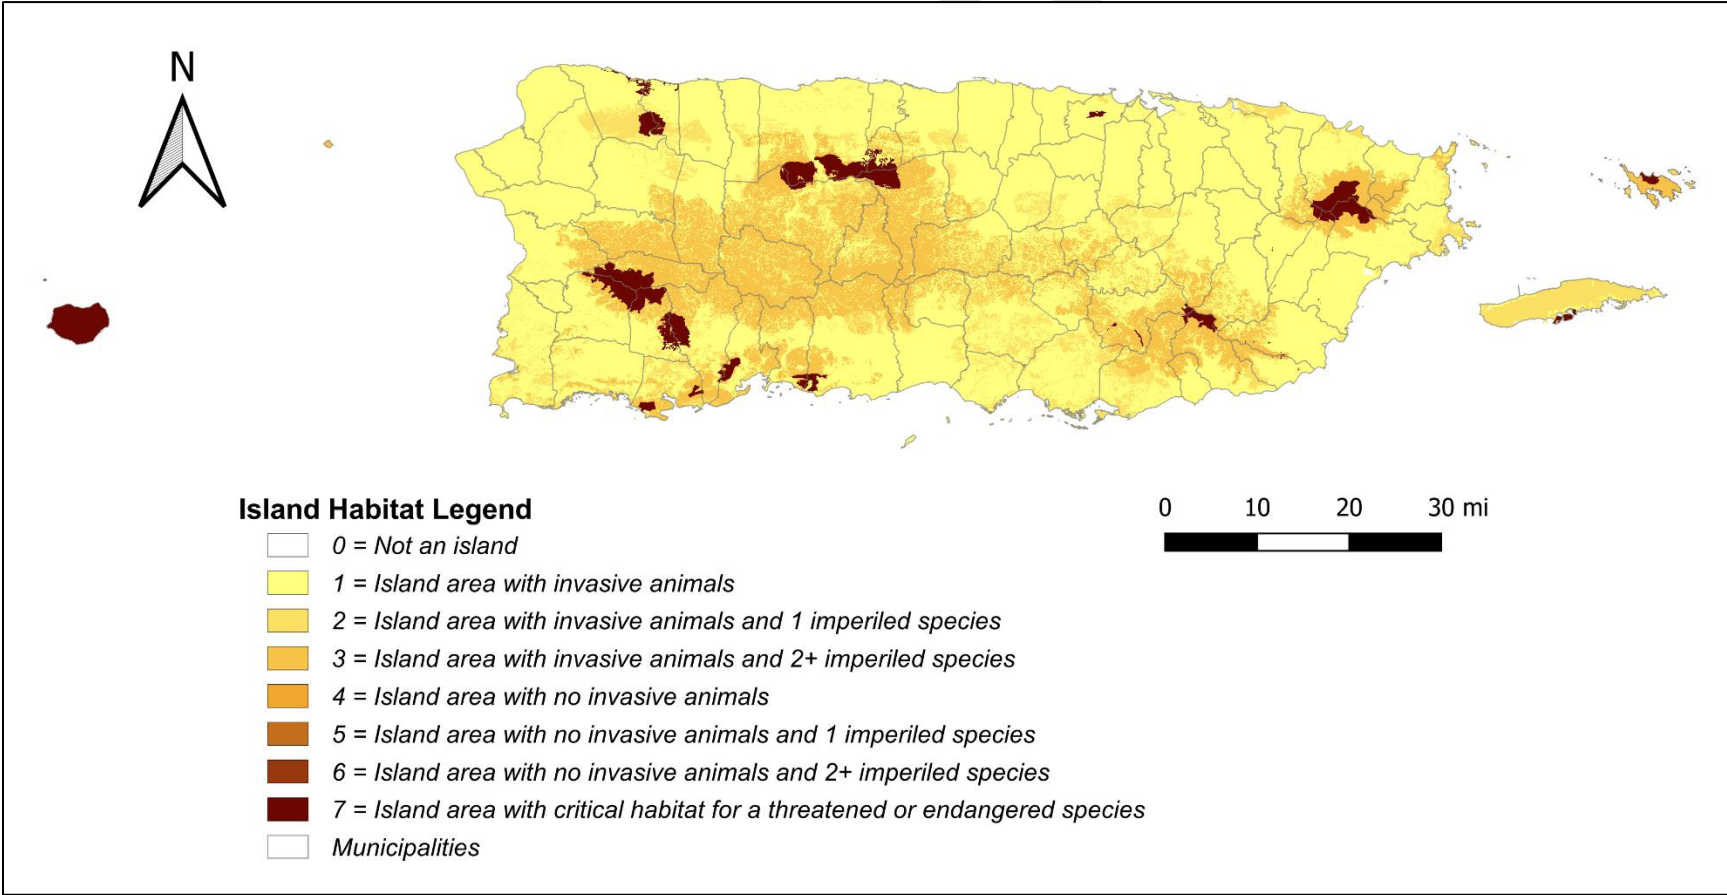 N
Island Habitat Legend
0 = Not an island
1 = Island area with invasive animals
2 = Island area with invasive animals and 1 imperiled species
3 = Island area with invasive animals and 2+ imperiled species
4 = Island area with no invasive animals
5 = Island area with no invasive animals and 1 imperiled species
6 = Island area with no invasive animals and 2+ imperiled species
7 = Island area with critical habitat for a threatened or endangered species
Municipalities
0 10 20 30 mi